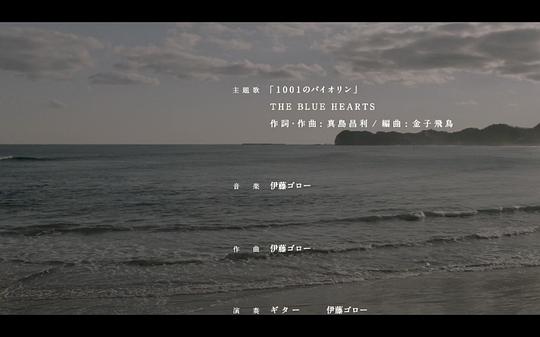 主題歌 「1001のバイオリン」
THE BLUE HEARTS
作詞・作曲：真島昌利 / 編曲：金子飛鳥
音楽 伊藤ゴロー
作曲 伊藤ゴロー
演奏 ギター 伊藤ゴロー